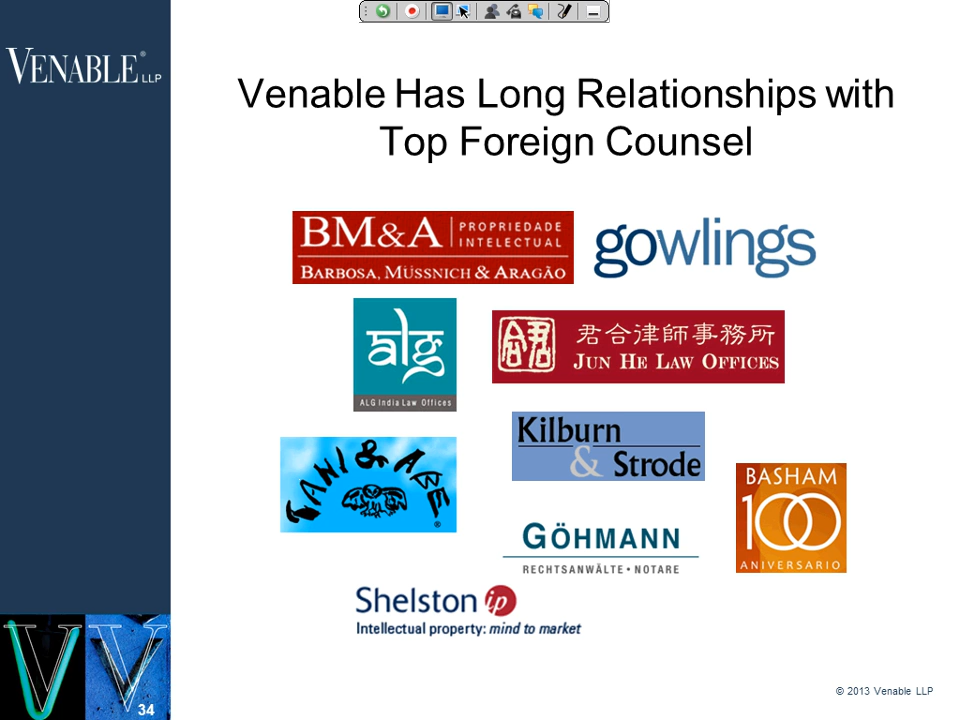 VENABLE® LLP
Venable Has Long Relationships with
Top Foreign Counsel
BM&A PROPRIEDADE
INTELECTUAL
BARBOSA, MÜSSNICH & ARAGÃO
gowlings
alg
ALG India Law Offices
君合 君合律師事務所
JUN HE LAW OFFICES
Kilburn
& Strode
TANI & ABE
®
BASHAM
100
ANIVERSARIO
GÖHMANN
RECHTSANWÄLTE • NOTARE
Shelston ip
Intellectual property: mind to market
V V
34
© 2013 Venable LLP